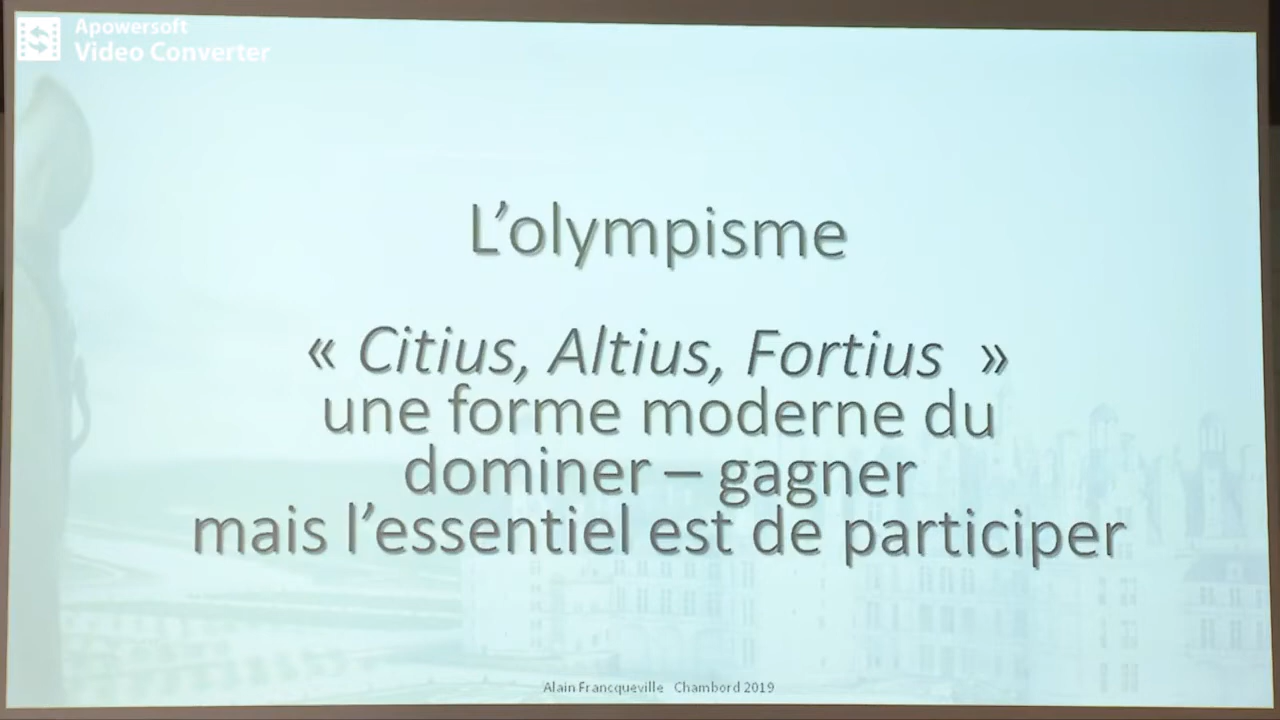 Apowersoft
Video Converter
L’olympisme
« Citius, Altius, Fortius »
une forme moderne du
dominer – gagner
mais l’essentiel est de participer
Alain Francqueville Chambord 2019